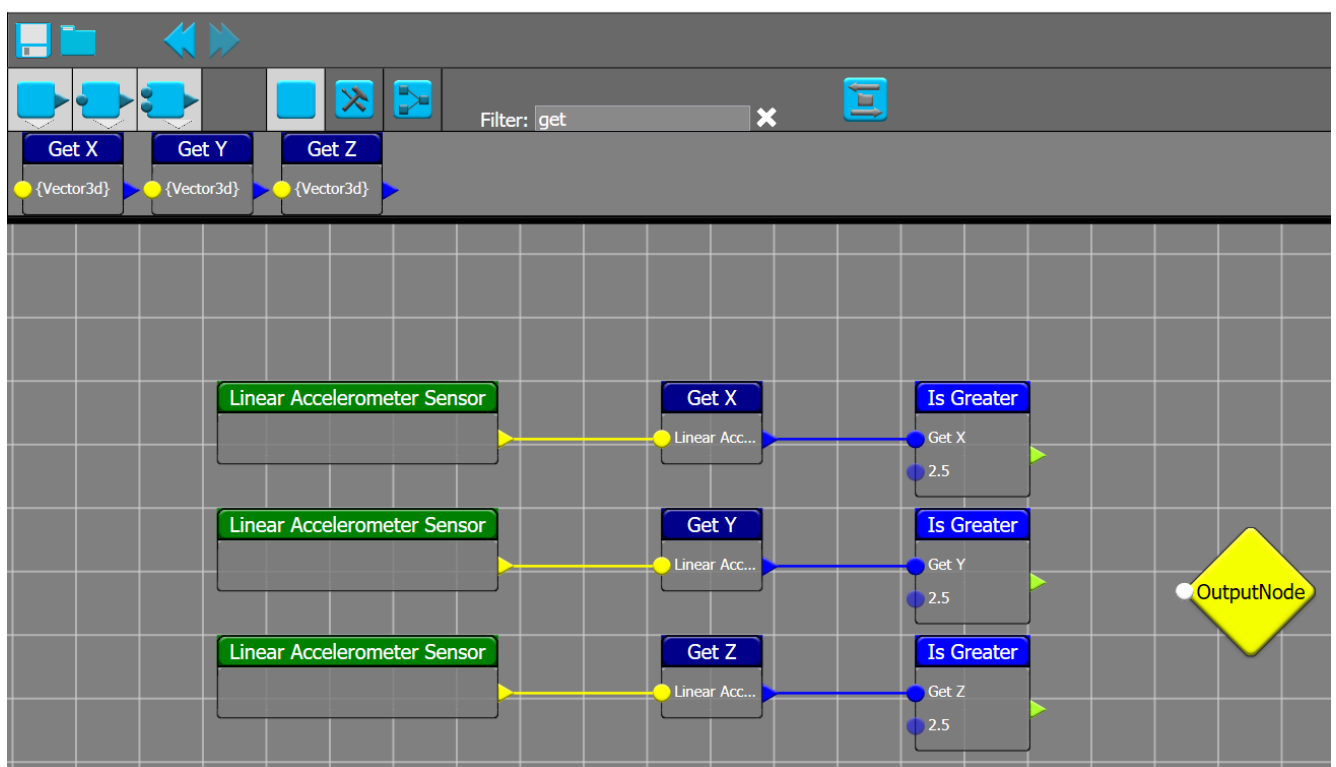 Filter: get
Get X Get Y Get Z
{Vector3d} {Vector3d} {Vector3d}
Linear Accelerometer Sensor Get X Is Greater
Linear Acc... Get X
2.5
Linear Accelerometer Sensor Get Y Is Greater
Linear Acc... Get Y
OutputNode
2.5
Linear Accelerometer Sensor Get Z Is Greater
Linear Acc... Get Z
2.5